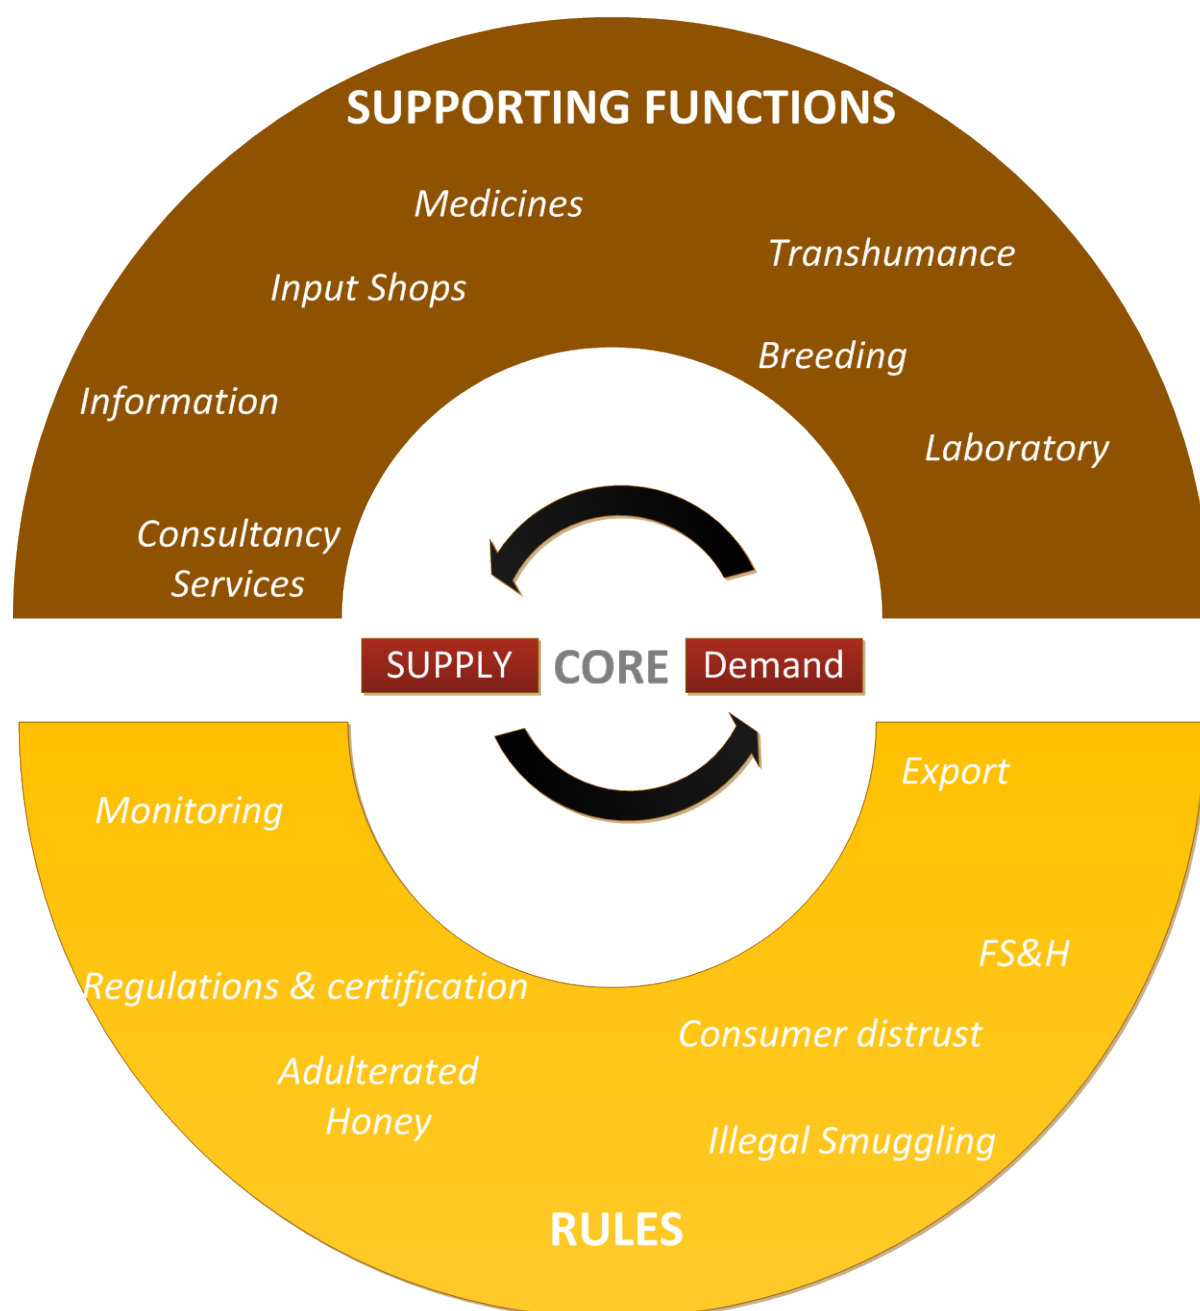 SUPPORTING FUNCTIONS
Medicines
Transhumance
Input Shops
Breeding
Information
Laboratory
Consultancy
Services
SUPPLY CORE Demand
Export
Monitoring
FS&H
Regulations & certification
Consumer distrust
Adulterated
Honey
Illegal Smuggling
RULES